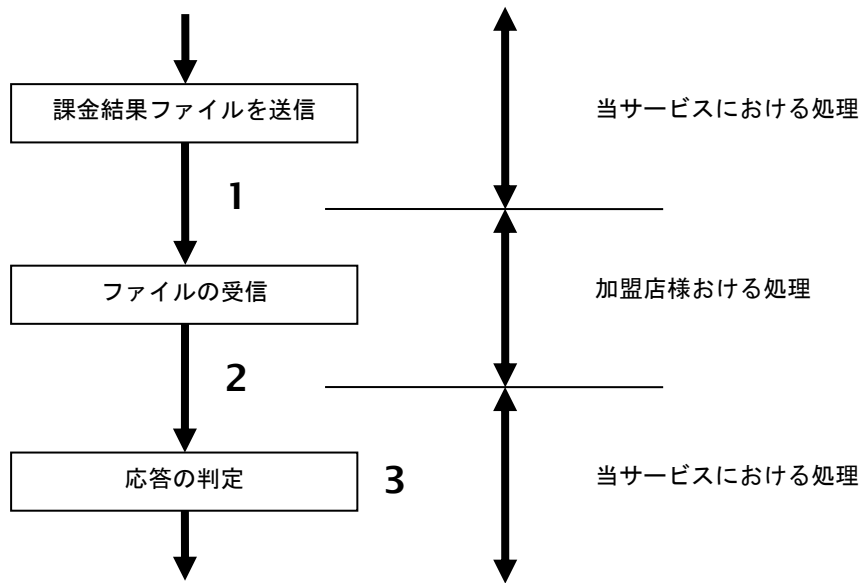 課金結果ファイルを送信
当サービスにおける処理
1
ファイルの受信
加盟店様おける処理
2
応答の判定
3
当サービスにおける処理